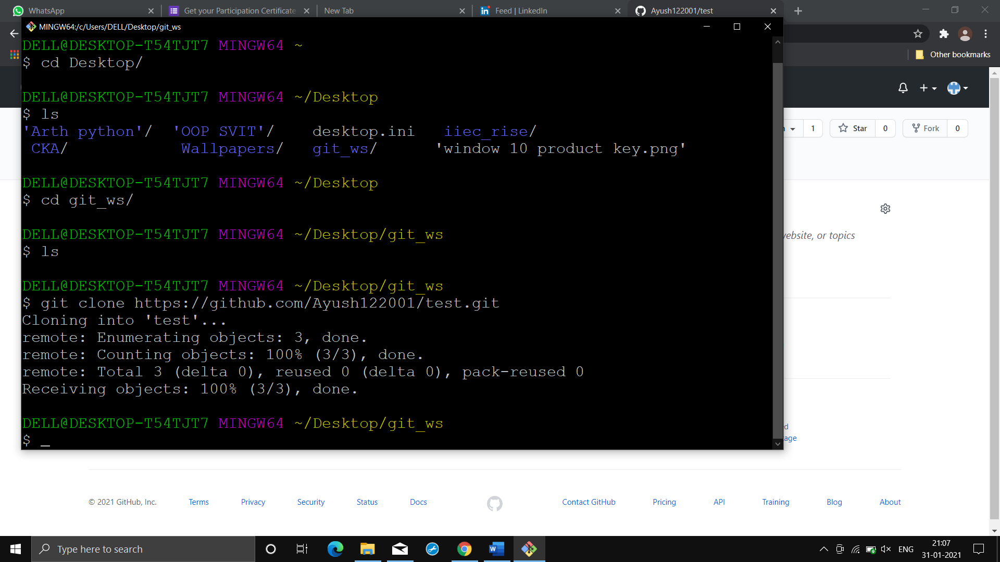 WhatsApp
Get your Participation Certificate
New Tab
Feed | LinkedIn
Ayush122001/test
MINGW64:/c/Users/DELL/Desktop/git_ws
Other bookmarks
DELL@DESKTOP-T54TJT7 MINGW64 ~
$ cd Desktop/
DELL@DESKTOP-T54TJT7 MINGW64 ~/Desktop
$ ls
'Arth python'/ 'OOP SVIT'/ desktop.ini iiec_rise/
CKA/ Wallpapers/ git_ws/ 'window 10 product key.png'
DELL@DESKTOP-T54TJT7 MINGW64 ~/Desktop
$ cd git_ws/
DELL@DESKTOP-T54TJT7 MINGW64 ~/Desktop/git_ws
$ ls
DELL@DESKTOP-T54TJT7 MINGW64 ~/Desktop/git_ws
$ git clone https://github.com/Ayush122001/test.git
Cloning into 'test'...
remote: Enumerating objects: 3, done.
remote: Counting objects: 100% (3/3), done.
remote: Total 3 (delta 0), reused 0 (delta 0), pack-reused 0
Receiving objects: 100% (3/3), done.
DELL@DESKTOP-T54TJT7 MINGW64 ~/Desktop/git_ws
$ _
1 Star 0 Fork 0
or topics
© 2021 GitHub, Inc. Terms Privacy Security Status Docs Contact GitHub Pricing API Training Blog About
Type here to search
ENG
21:07
31-01-2021